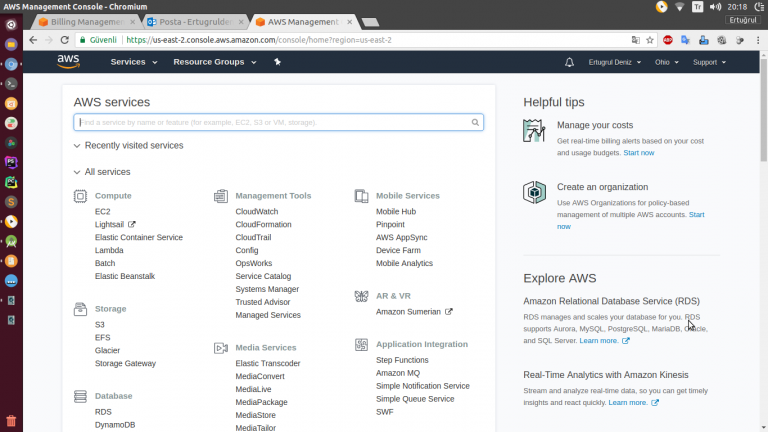 AWS Management Console - Chromium
Tr
20:18
Ertuğrul
Billing Management
Posta - Ertugrulden
AWS Management
Güvenli
https://us-east-2.console.aws.amazon.com/console/home?region=us-east-2
aws
Services
Resource Groups
Ertugrul Deniz
Ohio
Support
AWS services
Find a service by name or feature (for example, EC2, S3 or VM, storage).
Recently visited services
All services
Compute
EC2
Lightsail
Elastic Container Service
Lambda
Batch
Elastic Beanstalk
Storage
S3
EFS
Glacier
Storage Gateway
Database
RDS
DynamoDB
Management Tools
CloudWatch
CloudFormation
CloudTrail
Config
OpsWorks
Service Catalog
Systems Manager
Trusted Advisor
Managed Services
Media Services
Elastic Transcoder
MediaConvert
MediaLive
MediaPackage
MediaStore
MediaTailor
Mobile Services
Mobile Hub
Pinpoint
AWS AppSync
Device Farm
Mobile Analytics
AR & VR
Amazon Sumerian
Application Integration
Step Functions
Amazon MQ
Simple Notification Service
Simple Queue Service
SWF
Helpful tips
Manage your costs
Get real-time billing alerts based on your cost
and usage budgets. Start now
Create an organization
Use AWS Organizations for policy-based
management of multiple AWS accounts. Start
now
Explore AWS
Amazon Relational Database Service (RDS)
RDS manages and scales your database for you. RDS
supports Aurora, MySQL, PostgreSQL, MariaDB, Oracle,
and SQL Server. Learn more.
Real-Time Analytics with Amazon Kinesis
Stream and analyze real-time data, so you can get timely
insights and react quickly. Learn more.